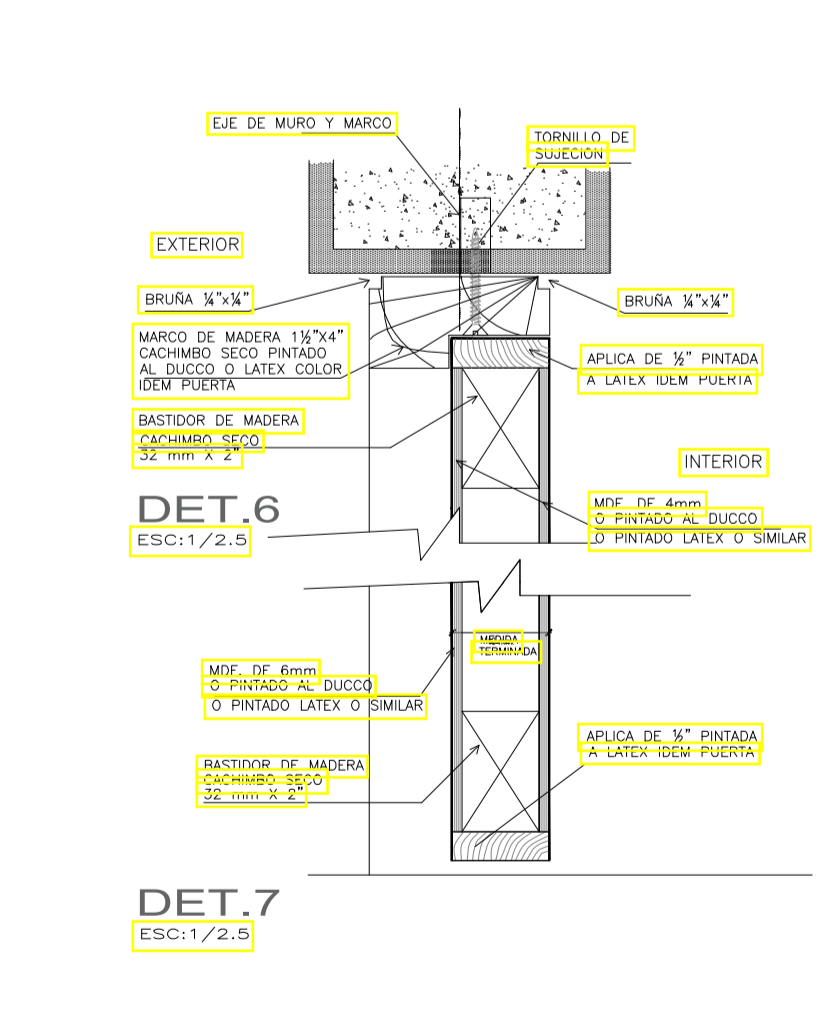 EJE DE MURO Y MARCO
TORNILLO DE
SUJECION
EXTERIOR
BRUÑA ¼"x¼"
BRUÑA ¼"x¼"
MARCO DE MADERA 1½"X4"
CACHIMBO SECO PINTADO
AL DUCCO O LATEX COLOR
IDEM PUERTA
APLICA DE ½" PINTADA
A LATEX IDEM PUERTA
BASTIDOR DE MADERA
CACHIMBO SECO
32 mm X 2"
INTERIOR
MDF. DE 4mm
O PINTADO AL DUCCO
O PINTADO LATEX O SIMILAR
DET.6
ESC:1/2.5
MEDIDA
TERMINADA
MDF. DE 6mm
O PINTADO AL DUCCO
O PINTADO LATEX O SIMILAR
APLICA DE ½" PINTADA
A LATEX IDEM PUERTA
BASTIDOR DE MADERA
CACHIMBO SECO
32 mm X 2"
DET.7
ESC:1/2.5